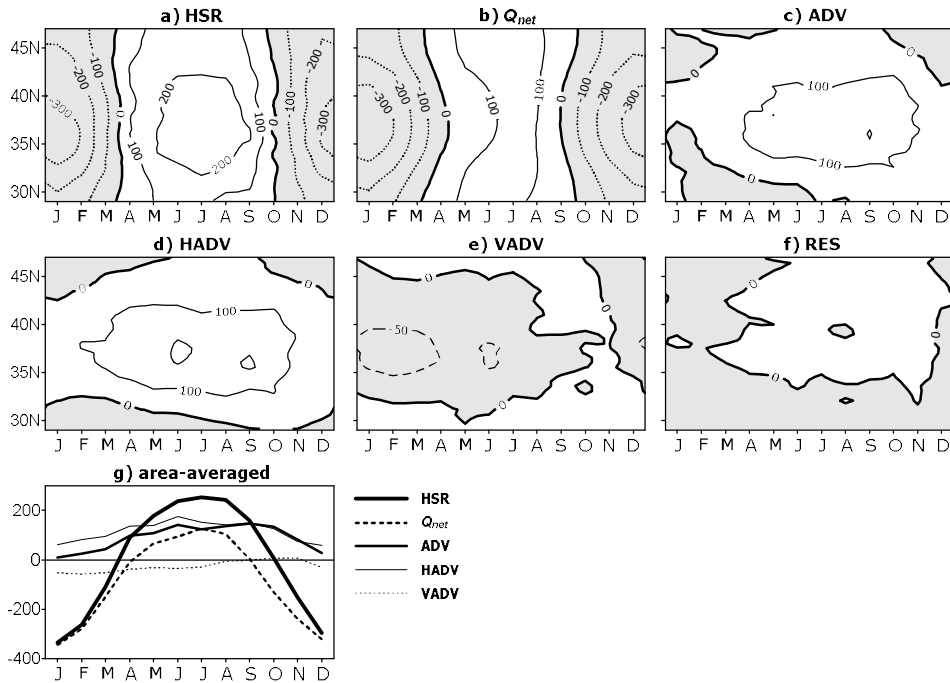 a) HSR
b) Qnet
c) ADV
45N
40N
35N
30N
-300
-200
-100
0
100
200
200
100
0
-100
-200
-300
-300
-200
-100
0
100
100
0
-100
-200
-300
0
100
100
0
0
J F M A M J J A S O N D
J F M A M J J A S O N D
J F M A M J J A S O N D
d) HADV
e) VADV
f) RES
45N
40N
35N
30N
0
100
100
0
0
0
-50
0
0
0
0
0
0
J F M A M J J A S O N D
J F M A M J J A S O N D
J F M A M J J A S O N D
g) area-averaged
200
0
-200
-400
J F M A M J J A S O N D
HSR
Qnet
ADV
HADV
VADV